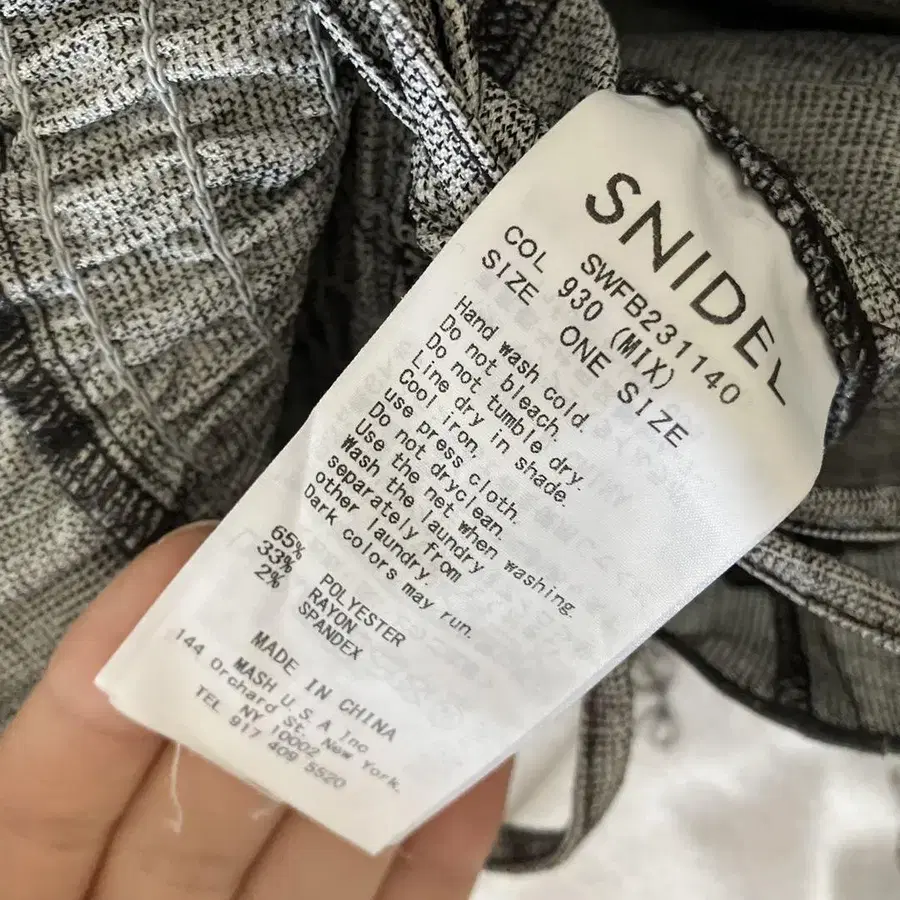 SNIDEL
SWFB231140
COL 930 (MIX)
SIZE ONE SIZE
Hand wash cold.
Do not bleach.
Do not tumble dry.
Line dry in shade.
Cool iron,
use press cloth.
Do not dryclean.
Use the net when washing.
Wash the laundry
separately from
other laundry.
Dark colors may run.
65% POLYESTER
33% RAYON
2% SPANDEX
MADE IN CHINA
MASH U.S.A Inc
144 Orchard St. New York.
NY 10002
TEL 917 409 5520